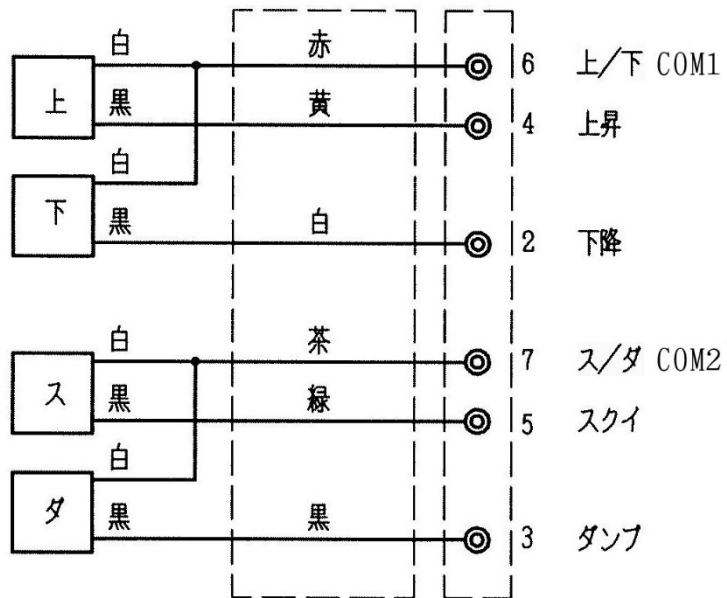 白 赤 6 上/下 COM1
上
黒 黄 4 上昇
白
下
黒 白 2 下降
白 茶 7 ス/ダ COM2
ス
黒 緑 5 スクイ
白
ダ
黒 黒 3 ダンプ